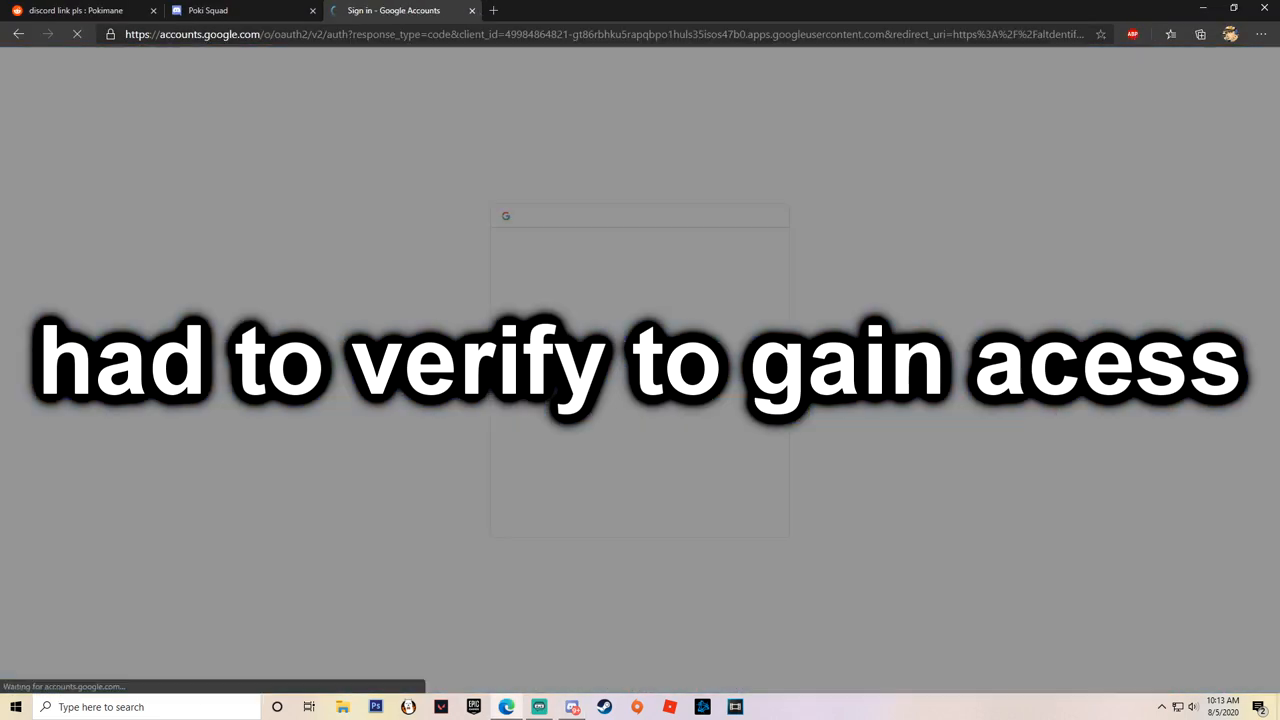 discord link pls : Pokimane
Poki Squad
Sign in - Google Accounts
https://accounts.google.com/o/oauth2/v2/auth?response_type=code&client_id=49984864821-gt86rbhku5rapqbpo1huls35isos47b0.apps.googleusercontent.com&redirect_uri=https%3A%2F%2Faltdentif...
ABP
had to verify to gain acess
Waiting for accounts.google.com...
Type here to search
EPIC
10:13 AM
8/5/2020
2